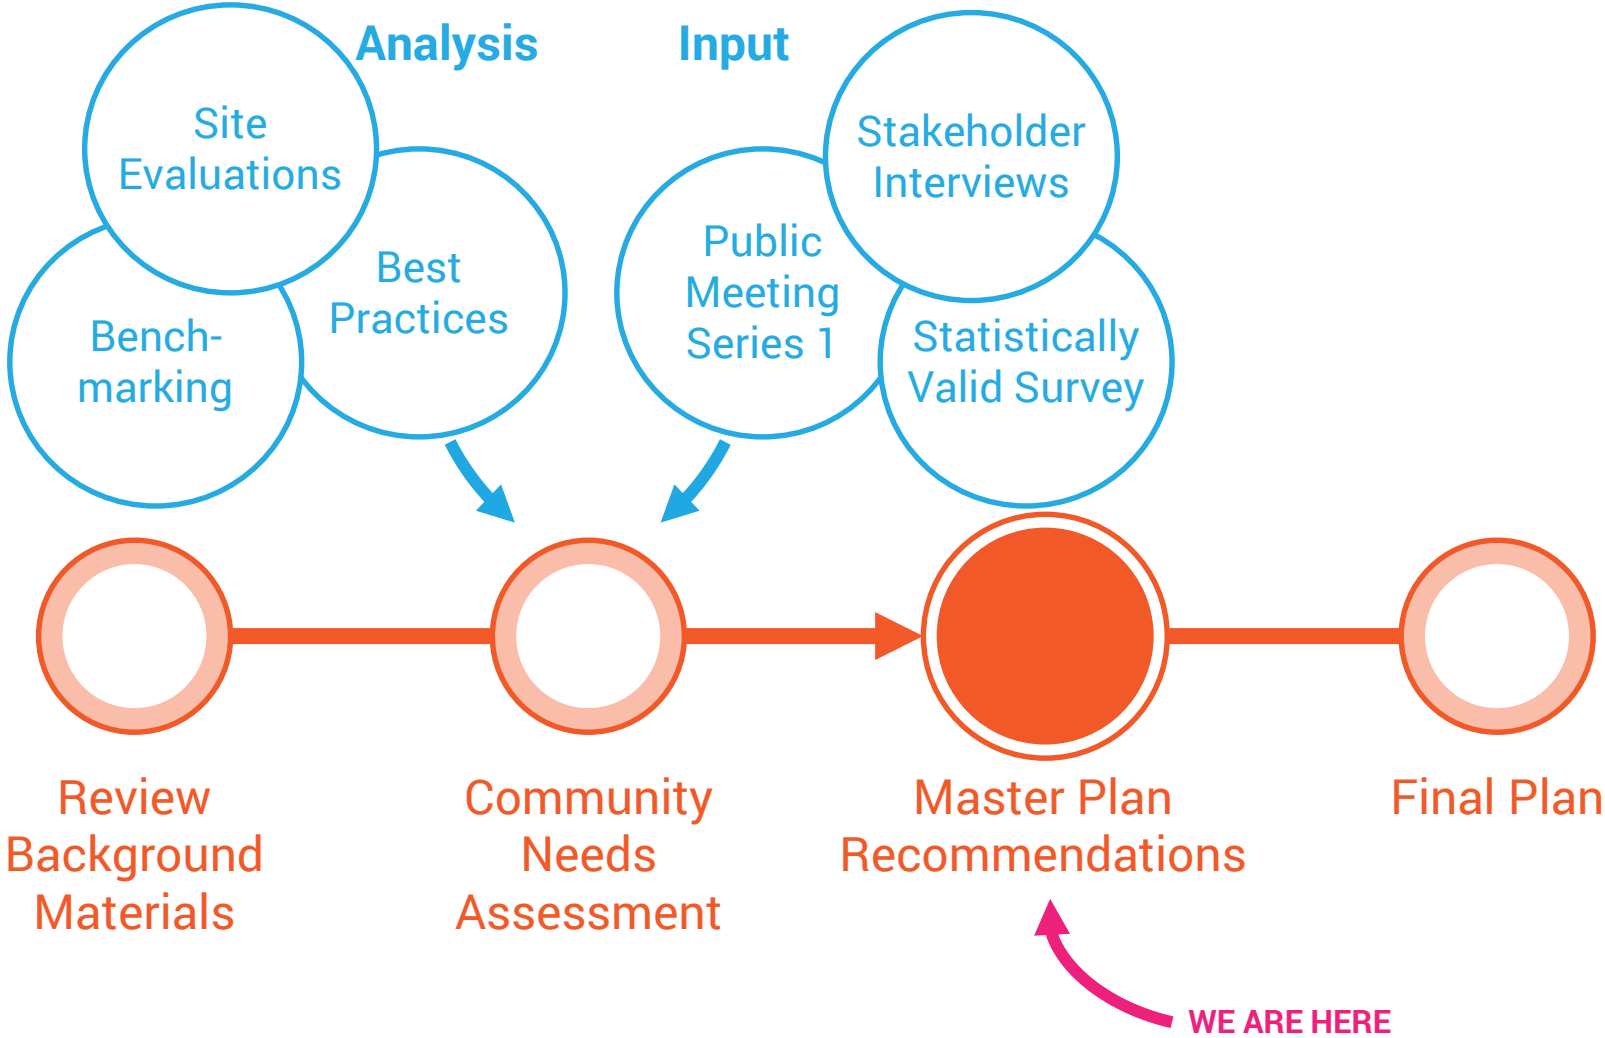 Analysis
Site
Evaluations
Best
Practices
Bench-
marking
Input
Stakeholder
Interviews
Public
Meeting
Series 1
Statistically
Valid Survey
Review
Background
Materials
Community
Needs
Assessment
Master Plan
Recommendations
Final Plan
WE ARE HERE